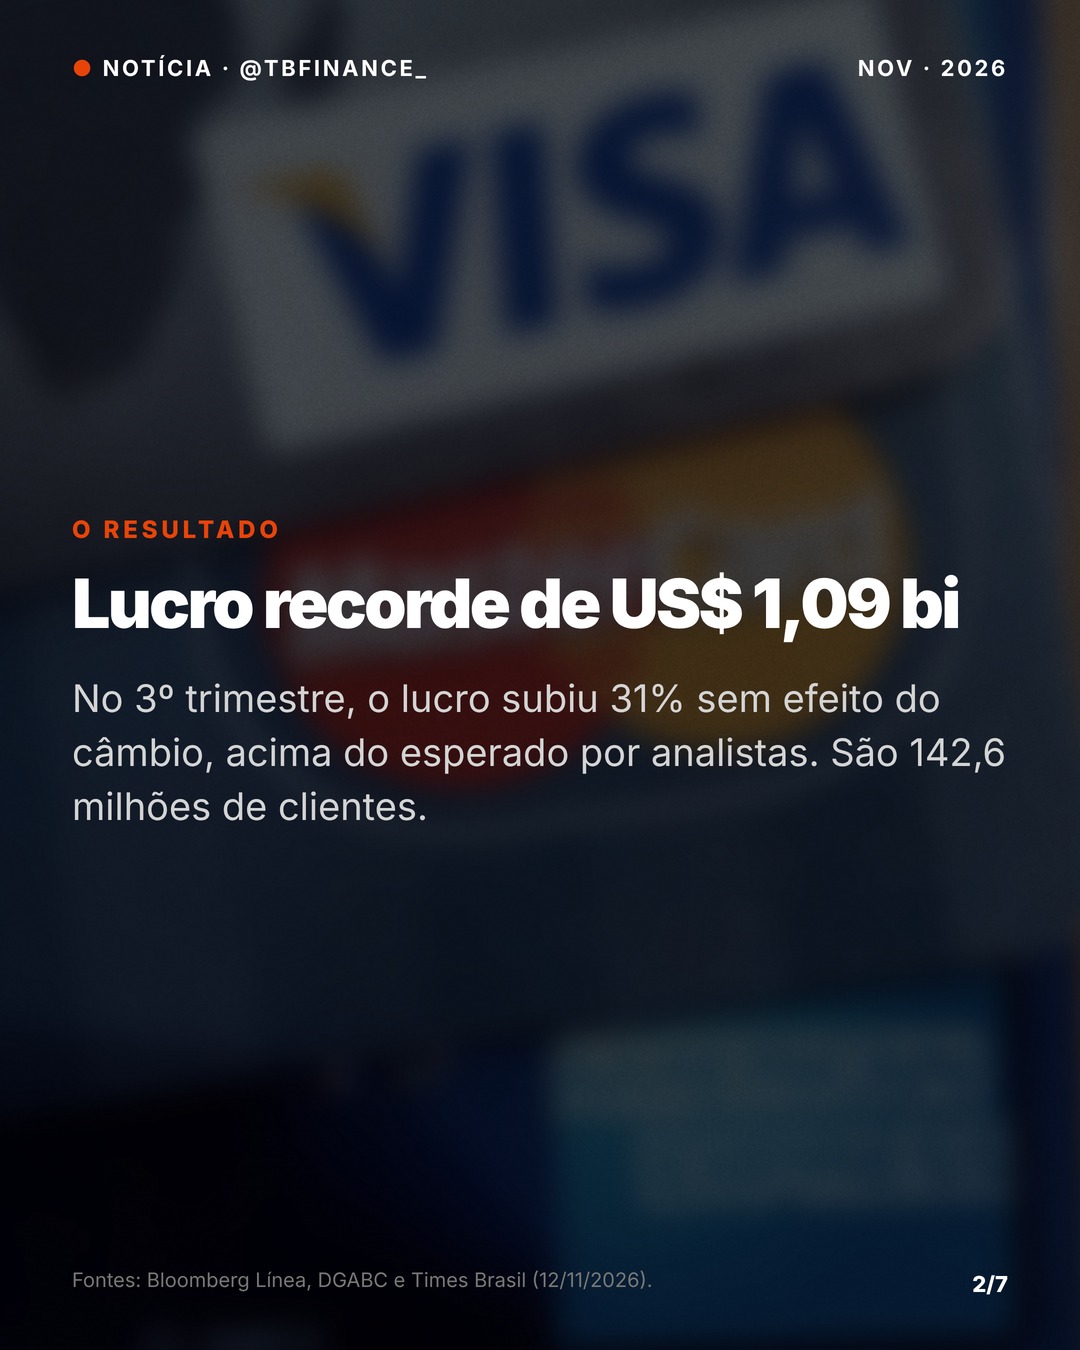 NOTÍCIA · @TBFINANCE_
NOV · 2026
VISA
O RESULTADO
Lucro recorde de US$ 1,09 bi
No 3º trimestre, o lucro subiu 31% sem efeito do
câmbio, acima do esperado por analistas. São 142,6
milhões de clientes.
Fontes: Bloomberg Línea, DGABC e Times Brasil (12/11/2026).
2/7